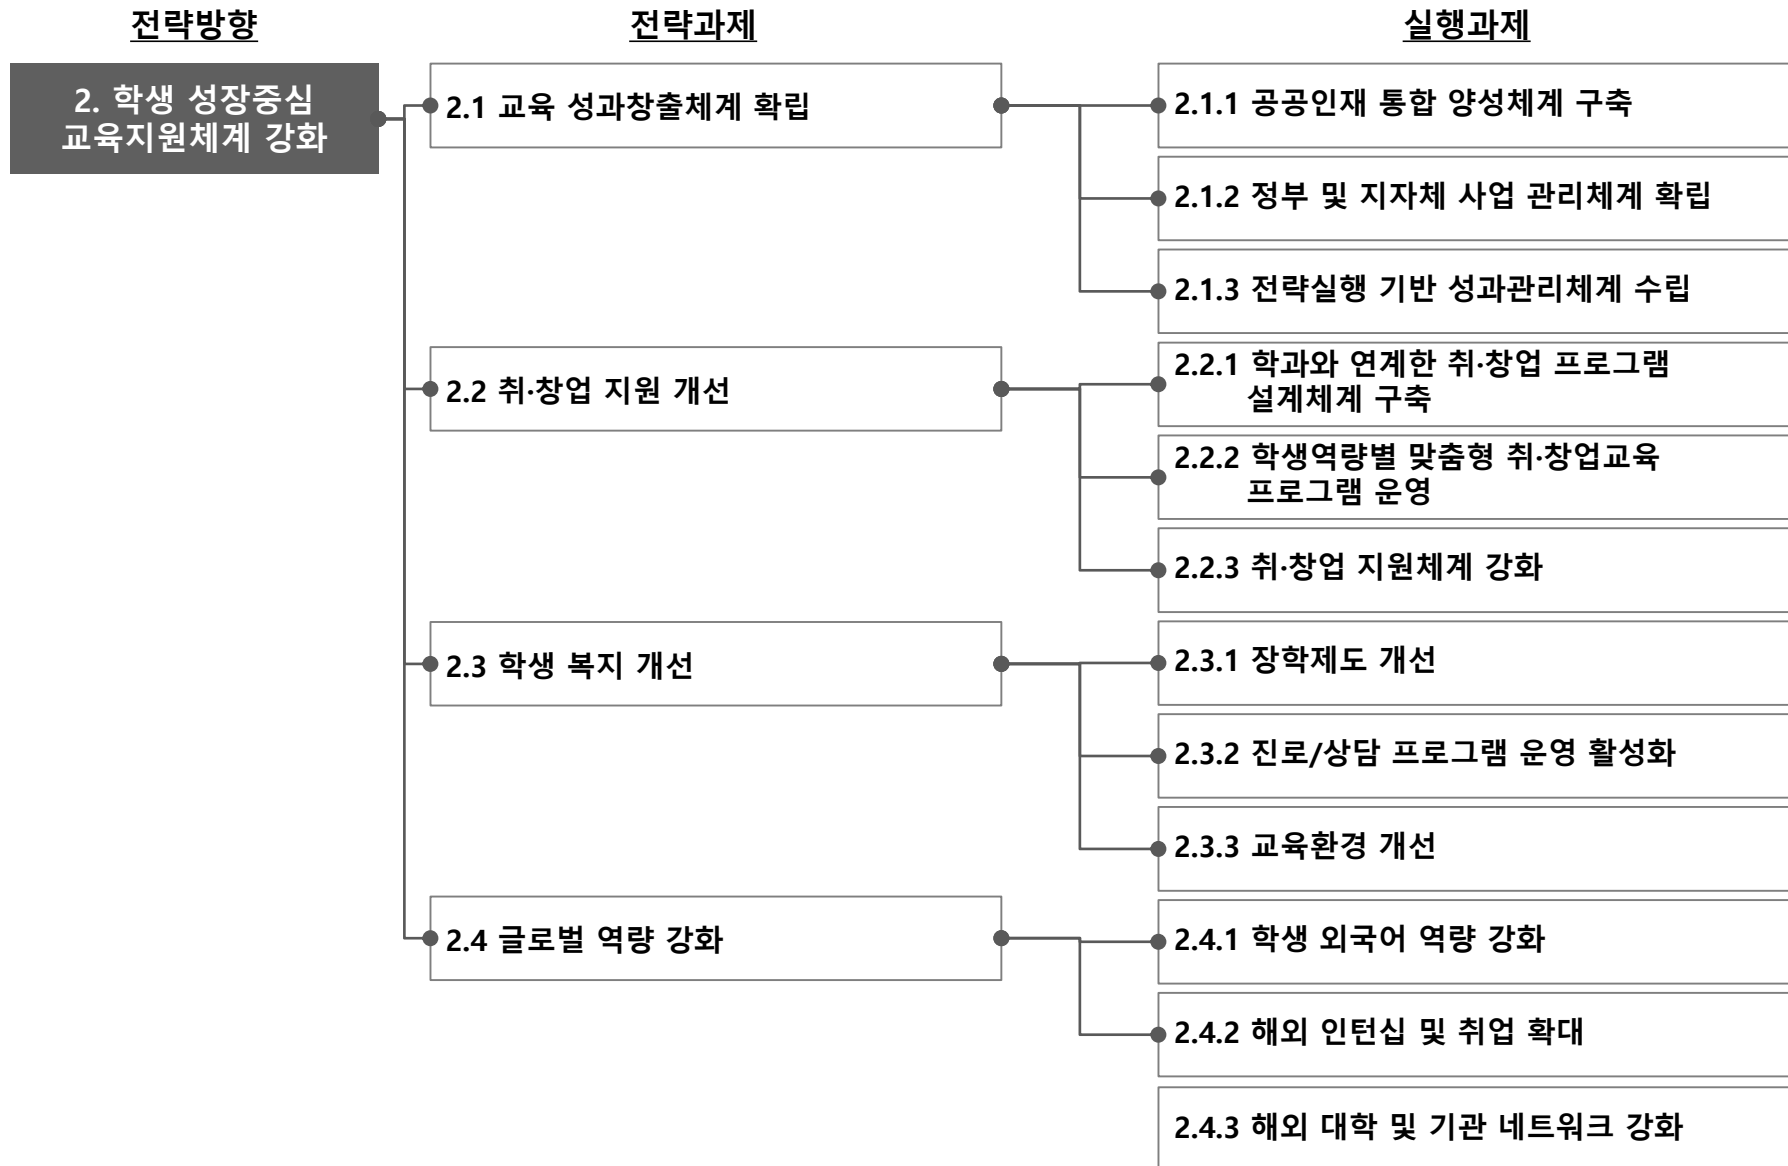 전략방향
전략과제
실행과제
2. 학생 성장중심
교육지원체계 강화
2.1 교육 성과창출체계 확립
2.1.1 공공인재 통합 양성체계 구축
2.1.2 정부 및 지자체 사업 관리체계 확립
2.1.3 전략실행 기반 성과관리체계 수립
2.2 취·창업 지원 개선
2.2.1 학과와 연계한 취·창업 프로그램
설계체계 구축
2.2.2 학생역량별 맞춤형 취·창업교육
프로그램 운영
2.2.3 취·창업 지원체계 강화
2.3 학생 복지 개선
2.3.1 장학제도 개선
2.3.2 진로/상담 프로그램 운영 활성화
2.3.3 교육환경 개선
2.4 글로벌 역량 강화
2.4.1 학생 외국어 역량 강화
2.4.2 해외 인턴십 및 취업 확대
2.4.3 해외 대학 및 기관 네트워크 강화